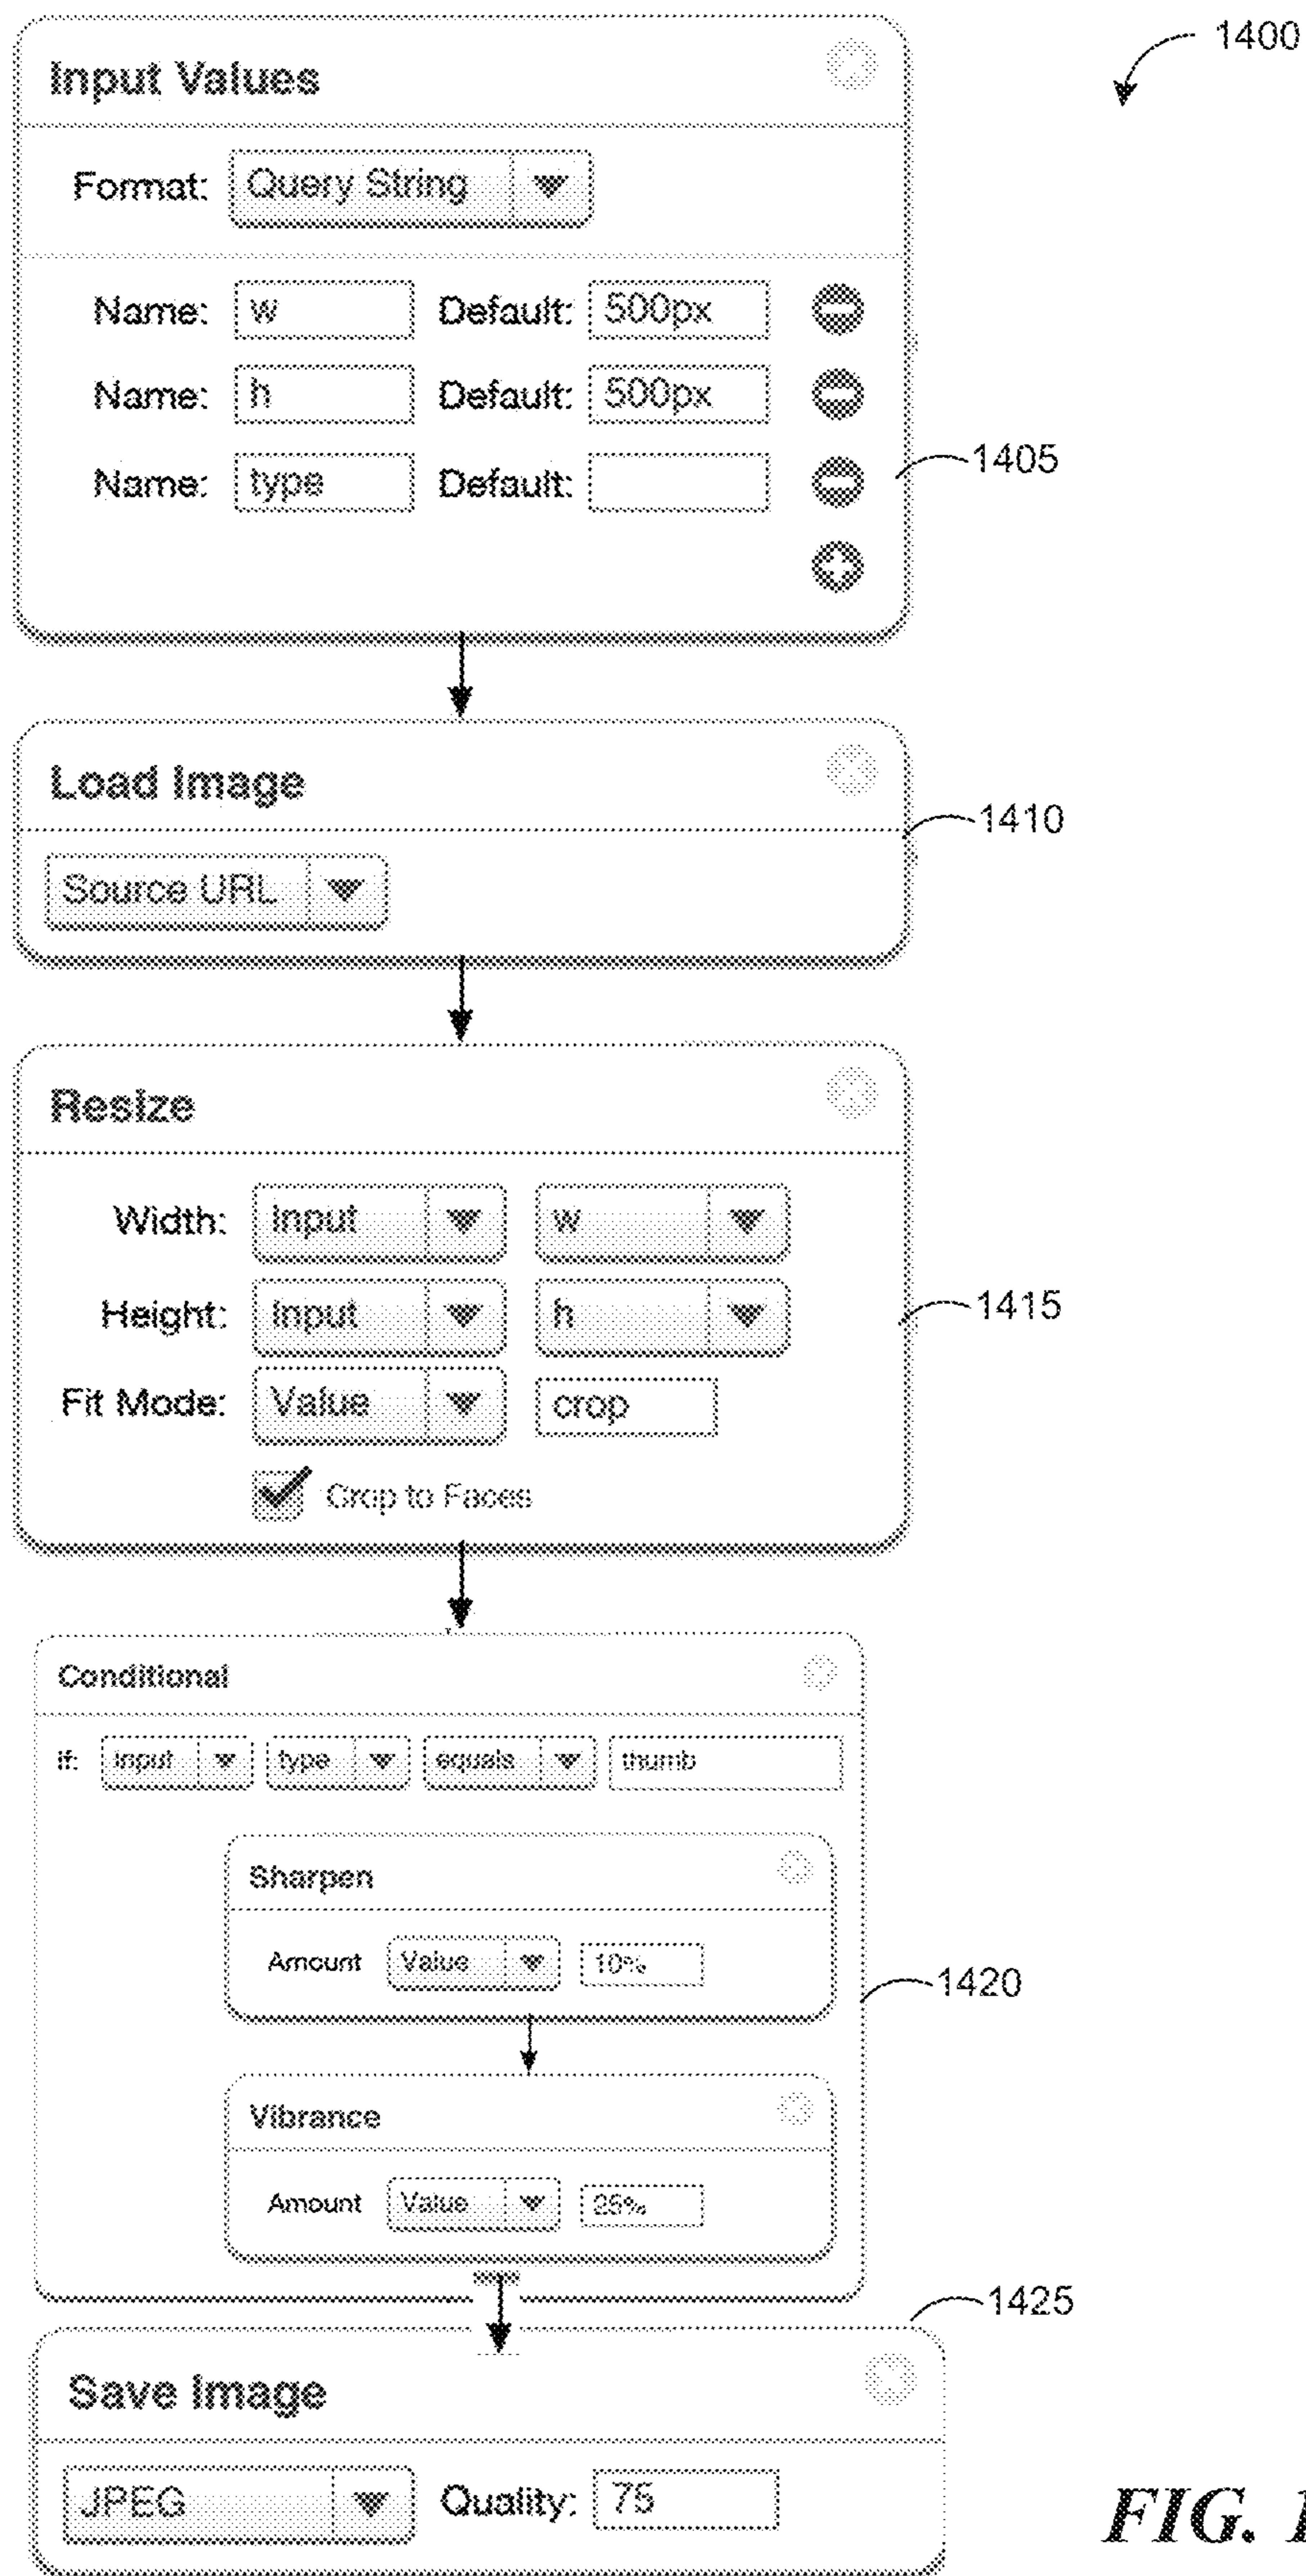 1400
Input Values
Format: Query String
Name: w Default: 500px
Name: h Default: 500px
Name: type Default:
1405
Load Image
1410
Source URL
Resize
Width: Input w
Height: Input h
1415
Fit Mode: Value crop
Crop to Faces
Conditional
if: input type equals thumb
Sharpen
Amount Value 10%
1420
Vibrance
Amount Value 25%
1425
Save Image
JPEG Quality: 75
FIG.